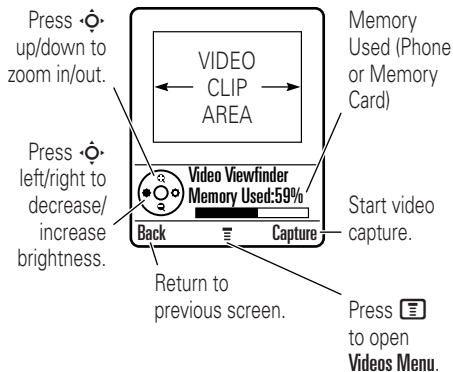 Press
up/down to
zoom in/out.
Press
left/right to
decrease/
increase
brightness.
VIDEO
CLIP
AREA
Video Viewfinder
Memory Used:59%
Back
Capture
Return to
previous screen.
Memory
Used (Phone
or Memory
Card)
Start video
capture.
Press
to open
Videos Menu.